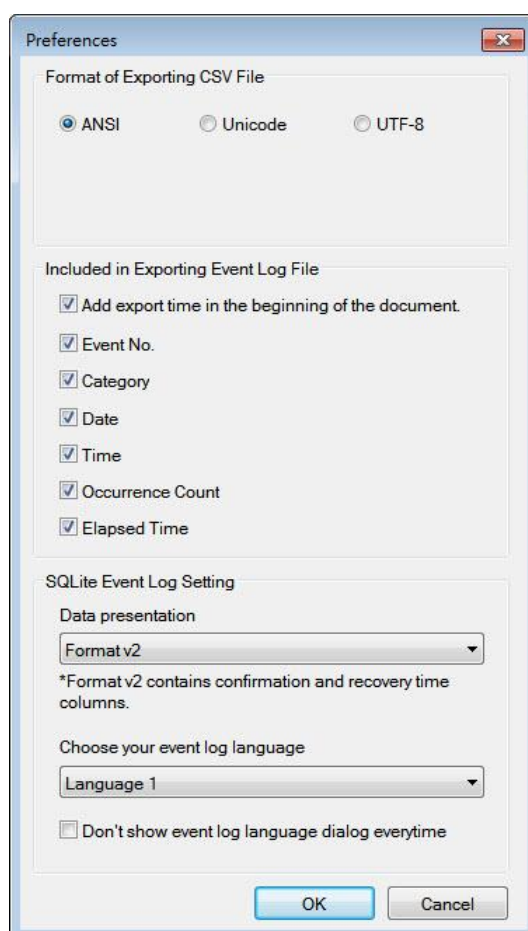 Preferences
Format of Exporting CSV File
ANSI Unicode UTF-8
Included in Exporting Event Log File
Add export time in the beginning of the document.
Event No.
Category
Date
Time
Occurrence Count
Elapsed Time
SQLite Event Log Setting
Data presentation
Format v2
*Format v2 contains confirmation and recovery time
columns.
Choose your event log language
Language 1
Don't show event log language dialog everytime
OK Cancel